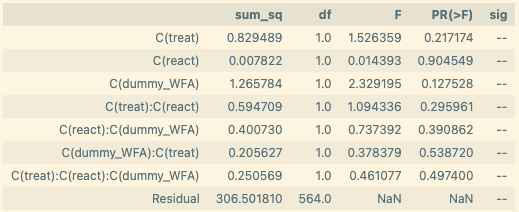 sum_sq df F PR(>F) sig
C(treat) 0.829489 1.0 1.526359 0.217174 --
C(react) 0.007822 1.0 0.014393 0.904549 --
C(dummy_WFA) 1.265784 1.0 2.329195 0.127528 --
C(treat):C(react) 0.594709 1.0 1.094336 0.295961 --
C(react):C(dummy_WFA) 0.400730 1.0 0.737392 0.390862 --
C(dummy_WFA):C(treat) 0.205627 1.0 0.378379 0.538720 --
C(treat):C(react):C(dummy_WFA) 0.250569 1.0 0.461077 0.497400 --
Residual 306.501810 564.0 NaN NaN --